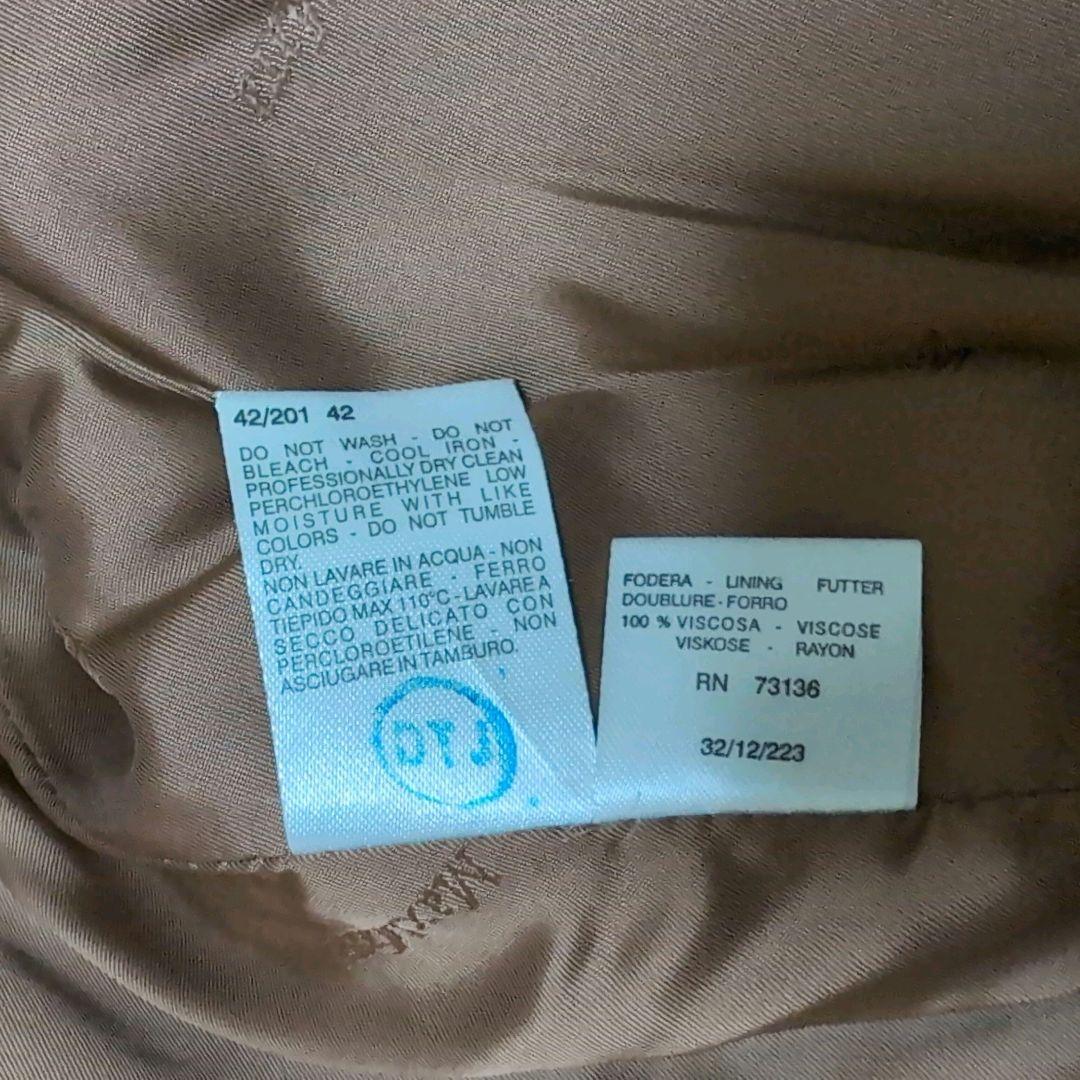 42/201 42
DO NOT WASH - DO NOT
BLEACH - COOL IRON -
PROFESSIONALLY DRY CLEAN
PERCHLOROETHYLENE LOW
MOISTURE WITH LIKE
COLORS - DO NOT TUMBLE
DRY.
NON LAVARE IN ACQUA - NON
CANDEGGIARE - FERRO
TIEPIDO MAX 110°C - LAVARE A
SECCO DELICATO CON
PERCLOROETILENE - NON
ASCIUGARE IN TAMBURO.
FODERA - LINING FUTTER
DOUBLURE - FORRO
100 % VISCOSA - VISCOSE
VISKOSE - RAYON
RN 73136
32/12/223